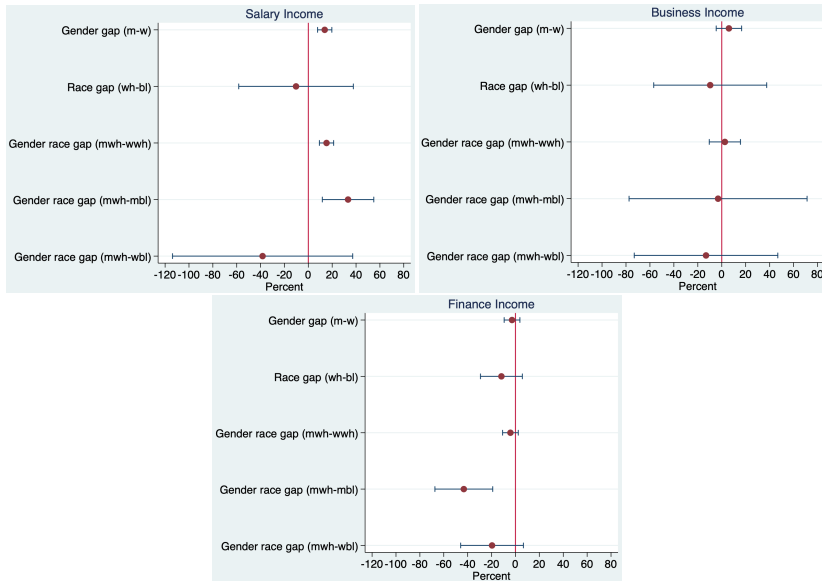 Salary Income
Gender gap (m-w)
Race gap (wh-bl)
Gender race gap (mwh-wwh)
Gender race gap (mwh-mbl)
Gender race gap (mwh-wbl)
-120-100 -80 -60 -40 -20 0 20 40 60 80
Percent
Business Income
Gender gap (m-w)
Race gap (wh-bl)
Gender race gap (mwh-wwh)
Gender race gap (mwh-mbl)
Gender race gap (mwh-wbl)
-120-100 -80 -60 -40 -20 0 20 40 60 80
Percent
Finance Income
Gender gap (m-w)
Race gap (wh-bl)
Gender race gap (mwh-wwh)
Gender race gap (mwh-mbl)
Gender race gap (mwh-wbl)
-120 -100 -80 -60 -40 -20 0 20 40 60 80
Percent